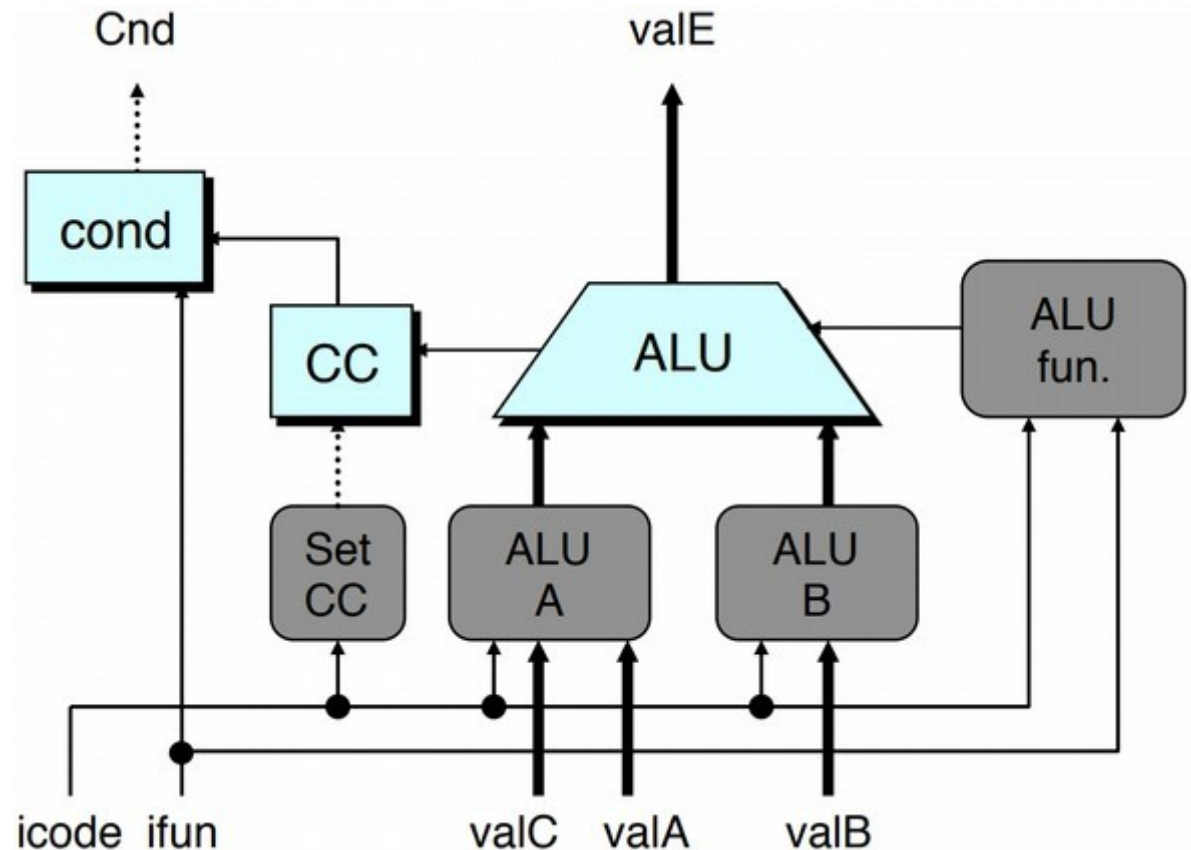 Cnd
valE
cond
CC
ALU
ALU
fun.
Set
CC
ALU
A
ALU
B
icode
ifun
valC
valA
valB